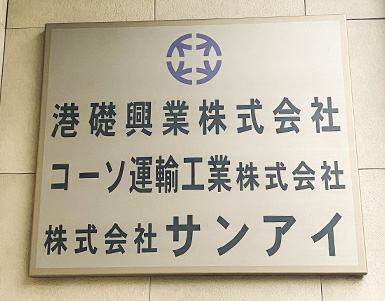 港礎興業株式会社
コーソ運輸工業株式会社
株式会社サンアイ